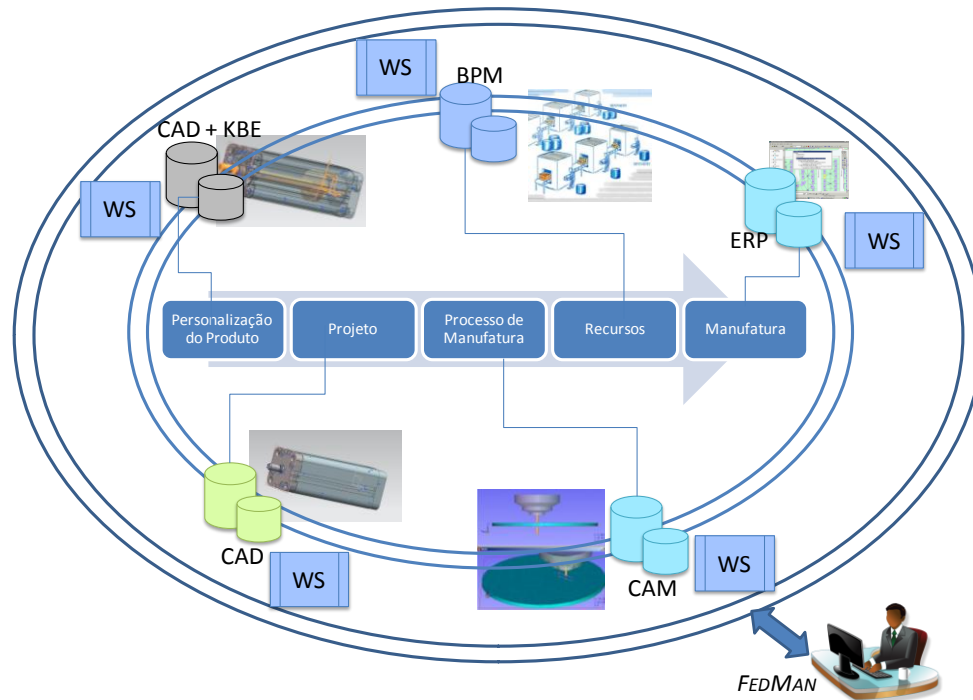 WS
BPM
CAD + KBE
WS
ERP
WS
Personalização
do Produto
Projeto
Processo de
Manufatura
Recursos
Manufatura
CAD
WS
CAM
WS
FEDMAN